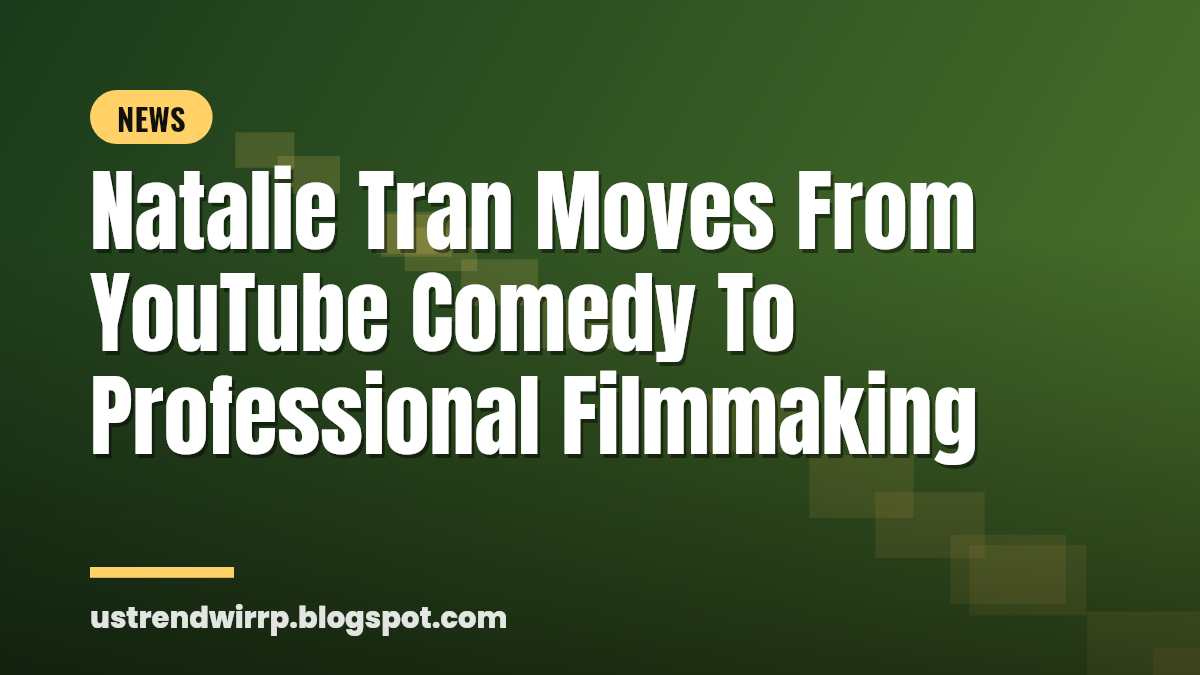 NEWS
Natalie Tran Moves From
YouTube Comedy To
Professional Filmmaking
ustrendwirrp.blogspot.com